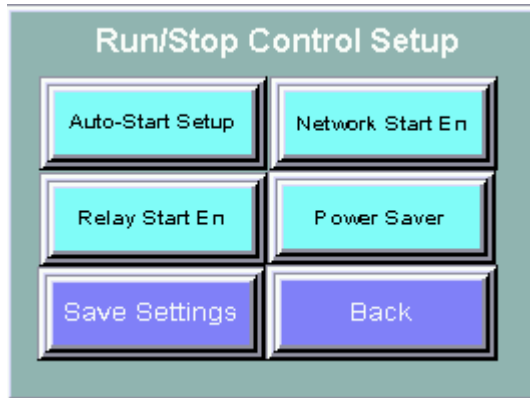 Run/Stop Control Setup
Auto-Start Setup
Network Start En
Relay Start En
Power Saver
Save Settings
Back